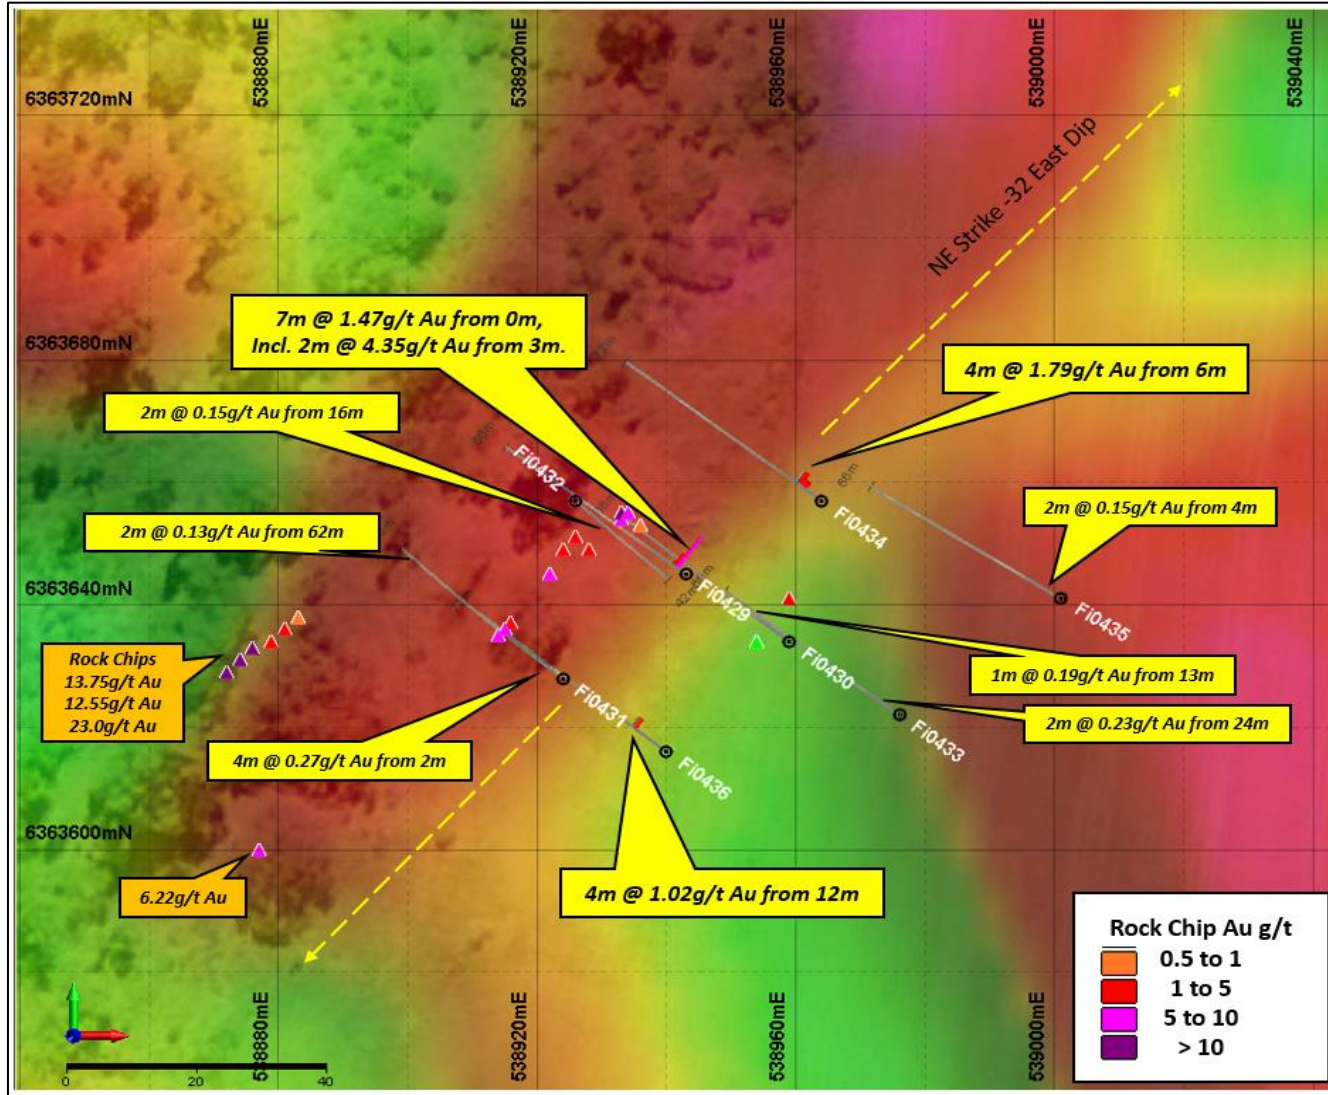 538880mE
538920mE
538960mE
539000mE
539040mE
6363720mN
NE Strike -32 East Dip
7m @ 1.47g/t Au from 0m,
Incl. 2m @ 4.35g/t Au from 3m.
6363680mN
4m @ 1.79g/t Au from 6m
2m @ 0.15g/t Au from 16m
Fi0432
66m
Fi0434
2m @ 0.15g/t Au from 4m
2m @ 0.13g/t Au from 62m
Fi0429
Fi0435
6363640mN
Rock Chips
13.75g/t Au
12.55g/t Au
23.0g/t Au
Fi0430
1m @ 0.19g/t Au from 13m
Fi0431
Fi0433
2m @ 0.23g/t Au from 24m
4m @ 0.27g/t Au from 2m
Fi0436
6363600mN
6.22g/t Au
4m @ 1.02g/t Au from 12m
Rock Chip Au g/t
0.5 to 1
1 to 5
5 to 10
> 10
538880mE
538920mE
538960mE
539000mE
0
20
40